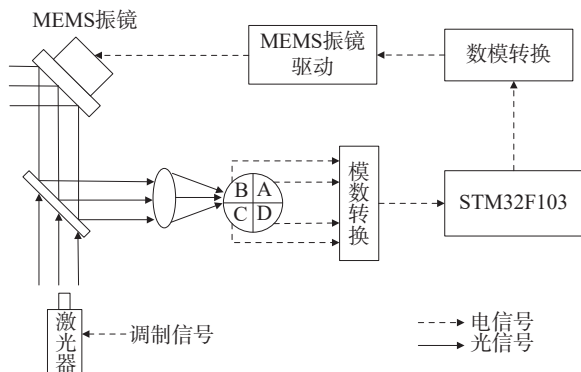 MEMS振镜
MEMS振镜
驱动
数模转换
B A
C D
模数转换
STM32F103
激光器
调制信号
电信号
光信号